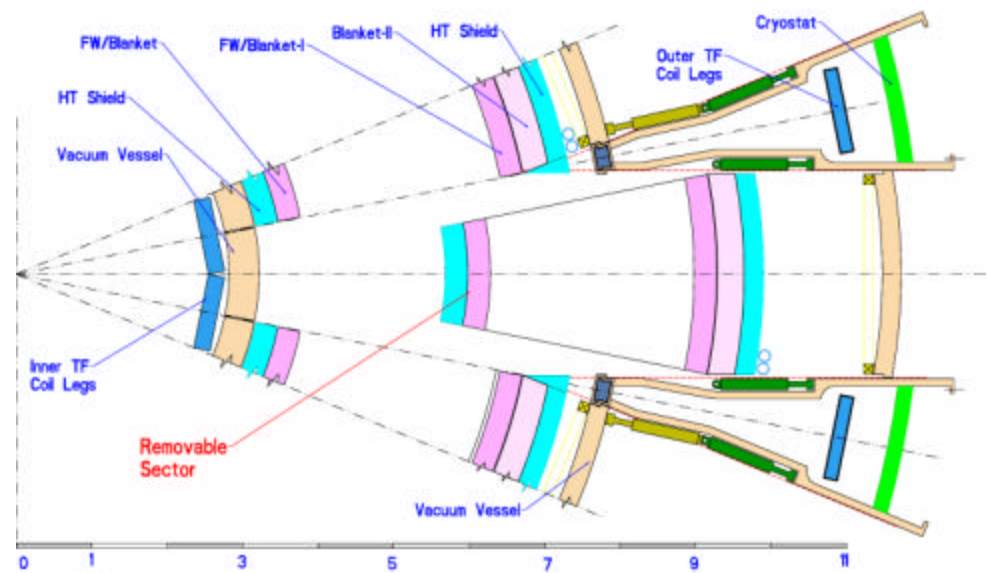 FW/Blanket
FW/Blanket-I
Blanket-II
HT Shield
Cryostat
Outer TF
Coil Legs
HT Shield
Vacuum Vessel
Inner TF
Coil Legs
Removable
Sector
Vacuum Vessel
0 1 3 5 7 9 11